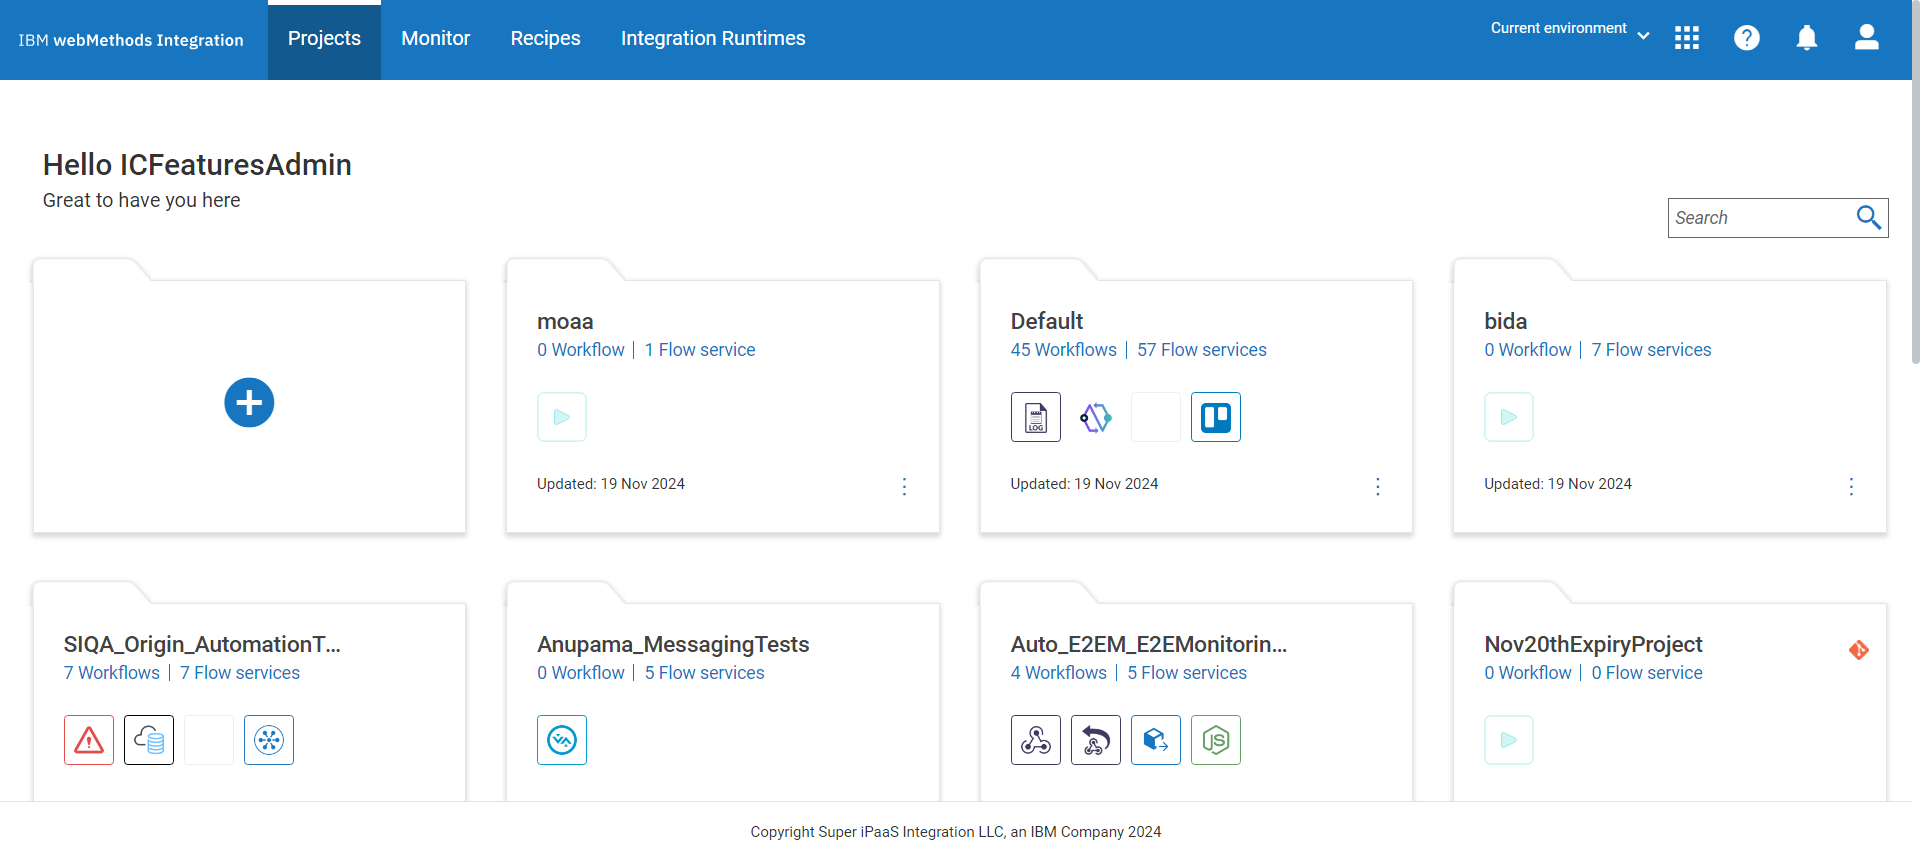 IBM webMethods Integration
Projects
Monitor
Recipes
Integration Runtimes
Current environment
Hello ICFeaturesAdmin
Great to have you here
Search
moaa
0 Workflow | 1 Flow service
Updated: 19 Nov 2024
Default
45 Workflows | 57 Flow services
LOG
Updated: 19 Nov 2024
bida
0 Workflow | 7 Flow services
Updated: 19 Nov 2024
SIQA_Origin_AutomationT...
7 Workflows | 7 Flow services
Anupama_MessagingTests
0 Workflow | 5 Flow services
Auto_E2EM_E2EMonitorin...
4 Workflows | 5 Flow services
JS
Nov20thExpiryProject
0 Workflow | 0 Flow service
Copyright Super iPaaS Integration LLC, an IBM Company 2024